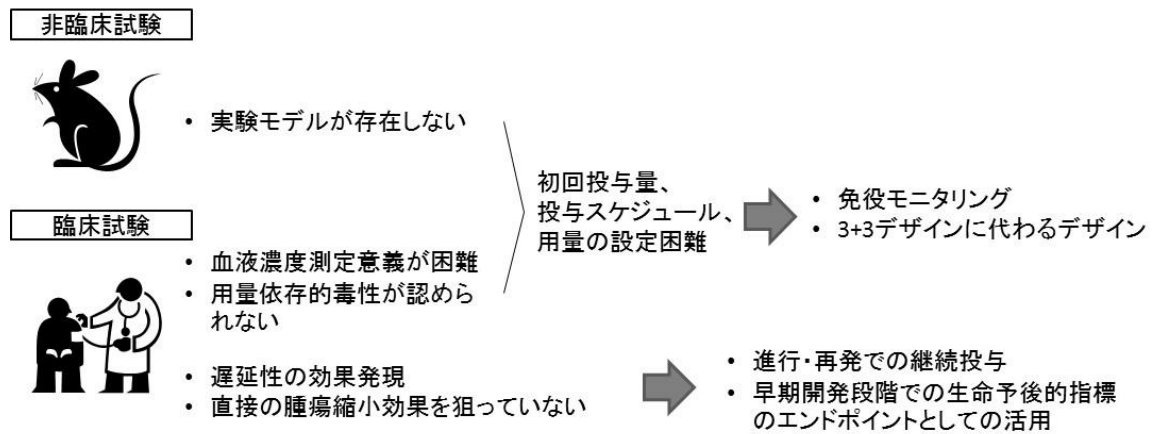 非臨床試験
• 実験モデルが存在しない
臨床試験
• 血液濃度測定意義が困難
• 用量依存的毒性が認めら
れない
初回投与量、
投与スケジュール、
用量の設定困難
• 免役モニタリング
• 3+3デザインに代わるデザイン
• 遅延性の効果発現
• 直接の腫瘍縮小効果を狙っていない
• 進行・再発での継続投与
• 早期開発段階での生命予後的指標
のエンドポイントとしての活用